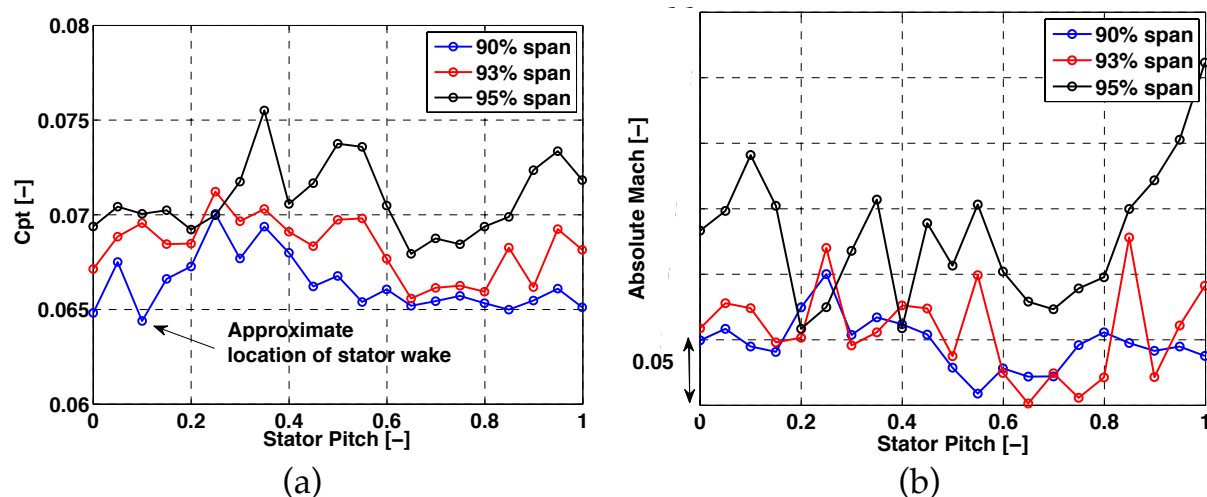 0.08
0.075
0.07
0.065
0.06
Cpt [–]
90% span
93% span
95% span
Approximate
location of stator wake
0 0.2 0.4 0.6 0.8 1
Stator Pitch [–]
(a)
Absolute Mach [–]
90% span
93% span
95% span
0.05
0 0.2 0.4 0.6 0.8 1
Stator Pitch [–]
(b)